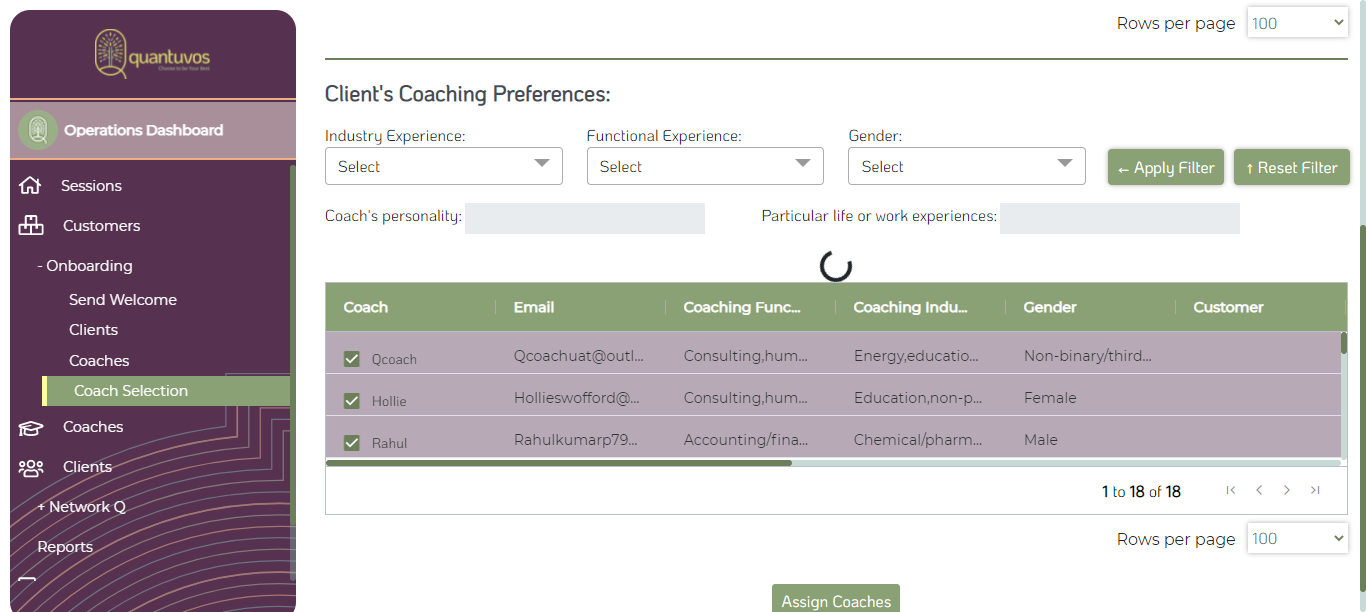 quantuvos
Choose to be Your Best
Operations Dashboard
Sessions
Customers
- Onboarding
Send Welcome
Clients
Coaches
Coach Selection
Coaches
Clients
+ Network Q
Reports
Rows per page 100
Client's Coaching Preferences:
Industry Experience: Functional Experience: Gender:
Select Select Select ← Apply Filter ↑ Reset Filter
Coach's personality: Particular life or work experiences:
Coach Email Coaching Func... Coaching Indu... Gender Customer
Qcoach Qcoachuat@outl... Consulting,hum... Energy,educatio... Non-binary/third...
Hollie Hollieswofford@... Consulting,hum... Education,non-p... Female
Rahul Rahulkumarp79... Accounting/fina... Chemical/pharm... Male
1 to 18 of 18
Rows per page 100
Assign Coaches